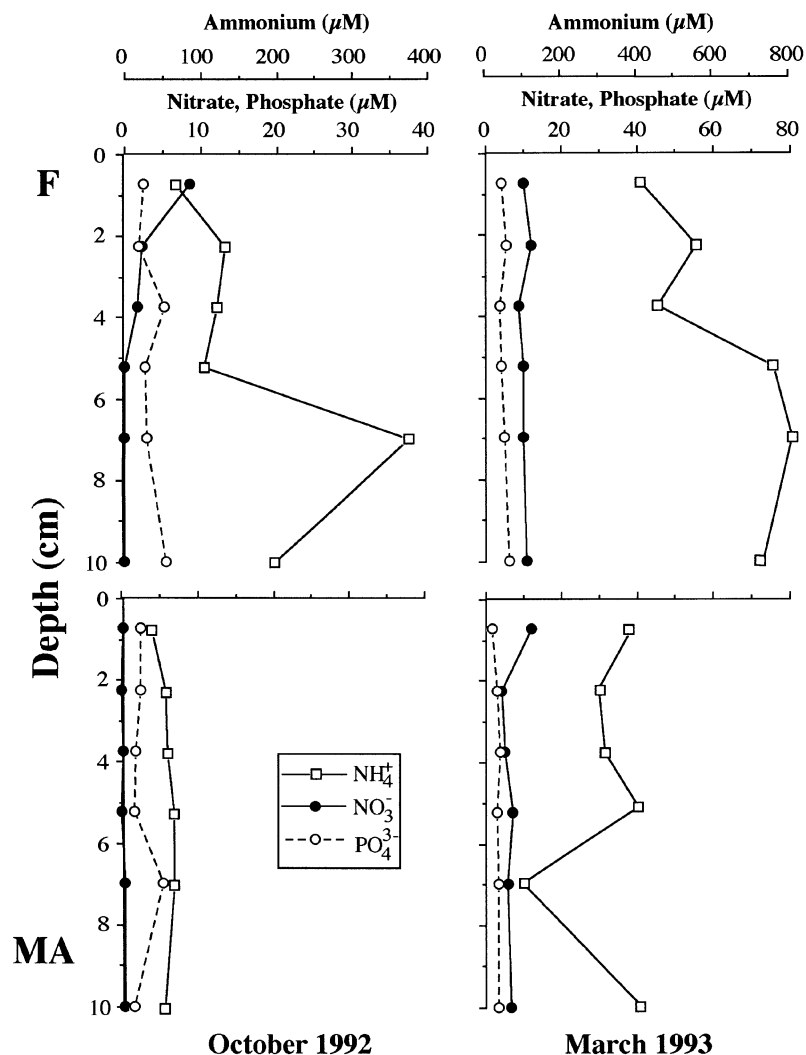 Ammonium (µM) Ammonium (µM)
0 100 200 300 400 0 200 400 600 800
Nitrate, Phosphate (µM) Nitrate, Phosphate (µM)
0 10 20 30 40 0 20 40 60 80
F
0
2
4
6
8
10
Depth (cm)
0
2
4
6
8
10
NH₄⁺
NO₃⁻
PO₄³⁻
MA
October 1992 March 1993